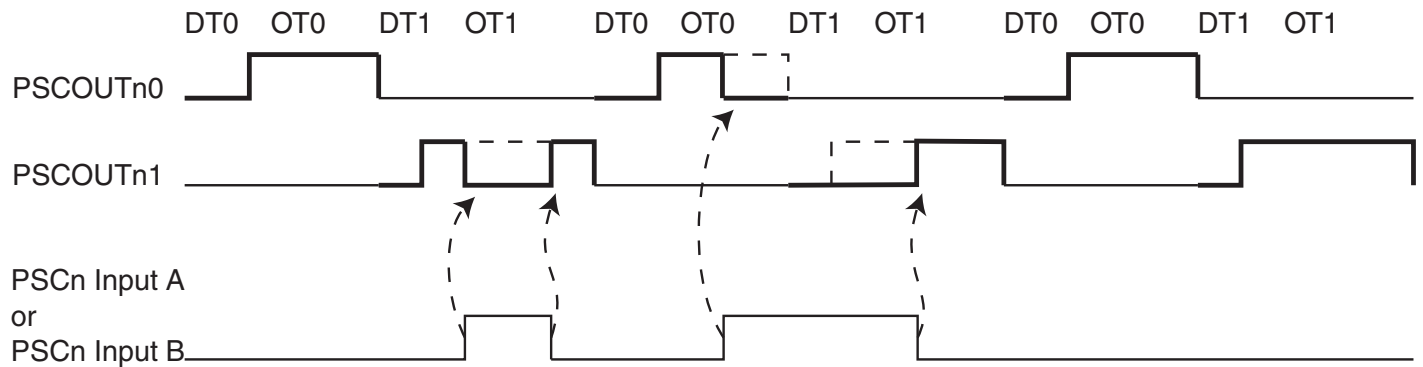 DT0 OT0 DT1 OT1 DT0 OT0 DT1 OT1 DT0 OT0 DT1 OT1
PSCOUTn0
PSCOUTn1
PSCn Input A
or
PSCn Input B